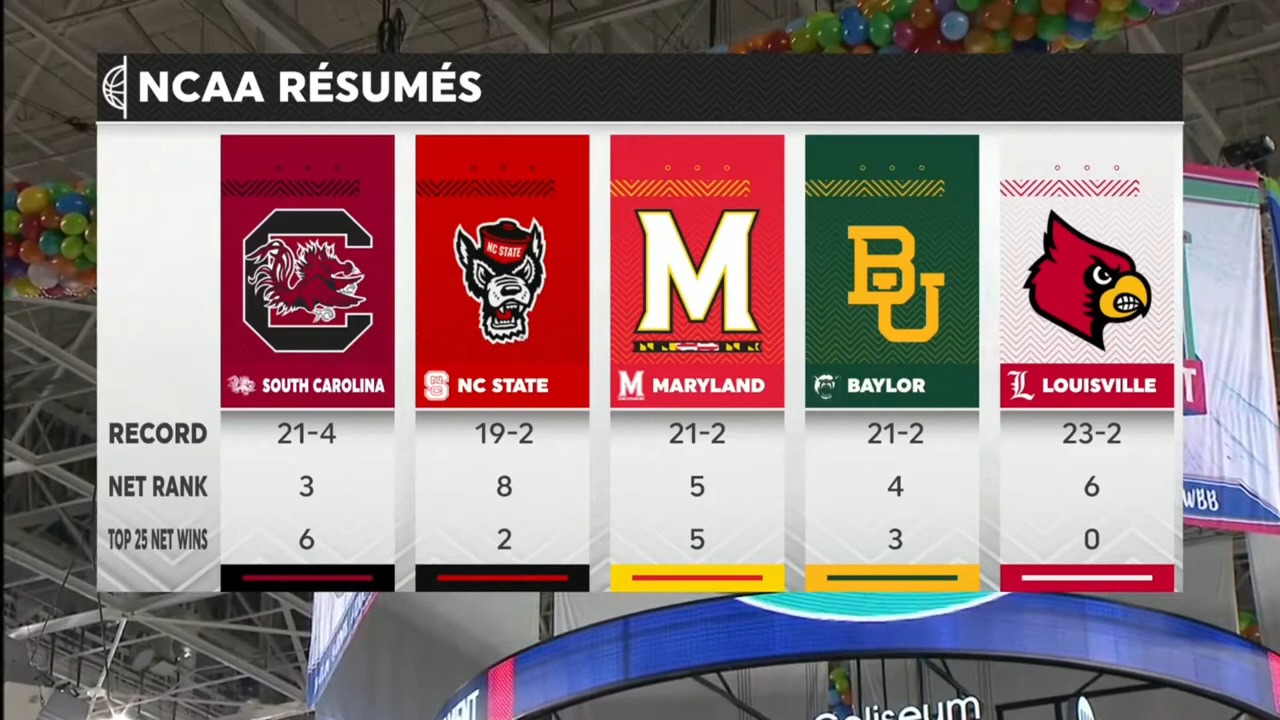 NCAA RÉSUMÉS
NC STATE
SOUTH CAROLINA
NC STATE
MARYLAND
BAYLOR
LOUISVILLE
RECORD 21-4 19-2 21-2 21-2 23-2
NET RANK 3 8 5 4 6
TOP 25 NET WINS 6 2 5 3 0
WBB
Coliseum